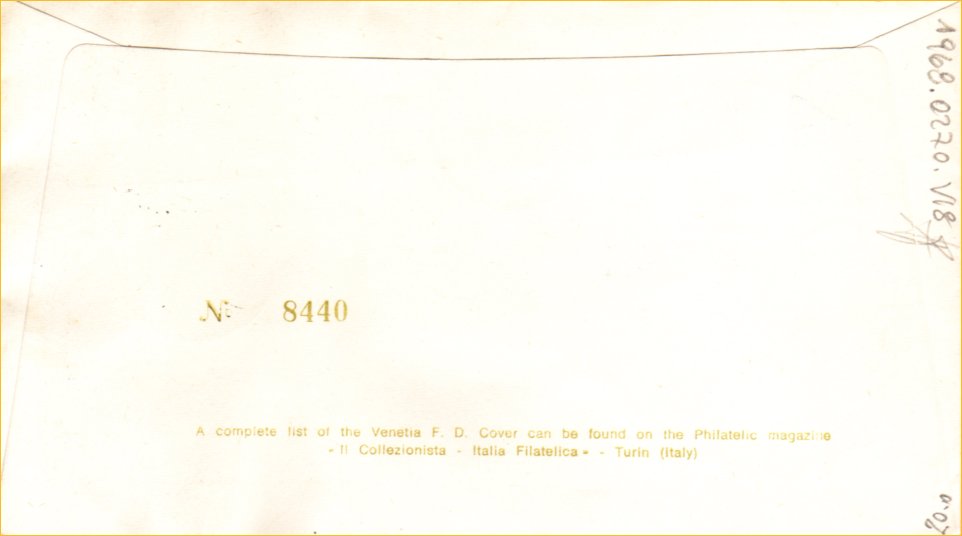 1968.0270.V18
Nº 8440
A complete list of the Venetia F. D. Cover can be found on the Philatelic magazine
- Il Collezionista - Italia Filatelica - - Turin (Italy)